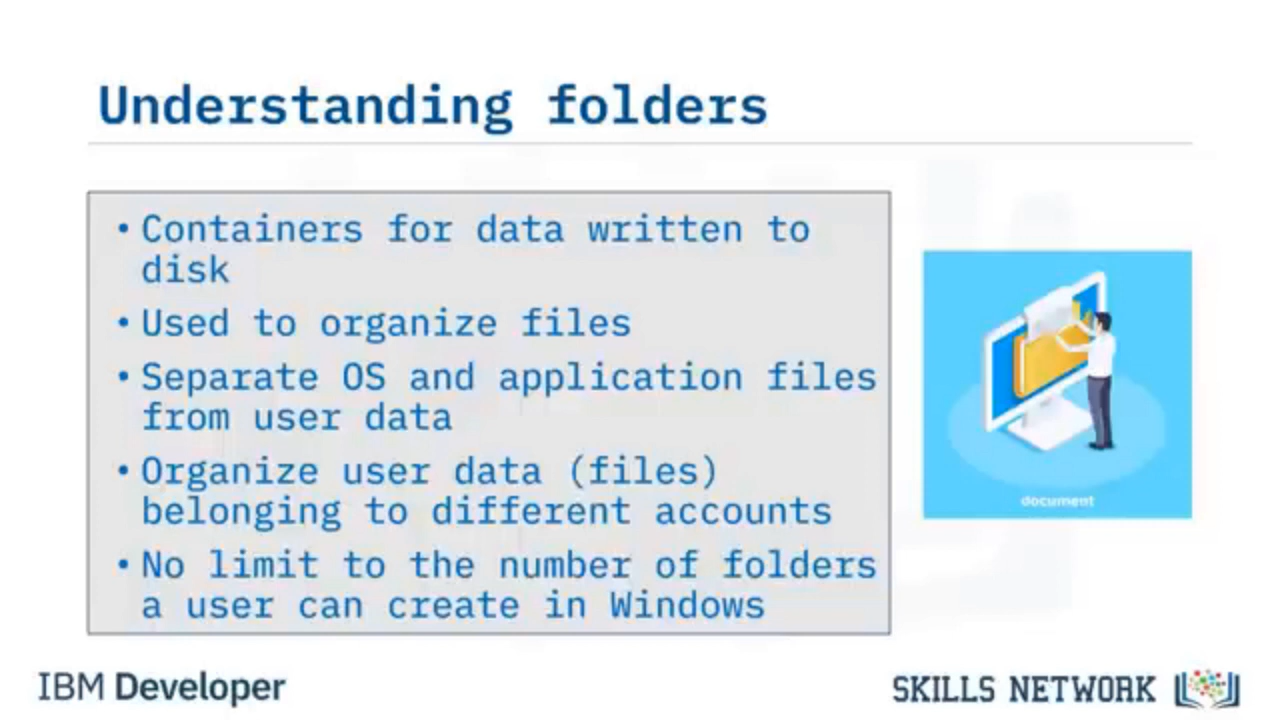 Understanding folders
• Containers for data written to
disk
• Used to organize files
• Separate OS and application files
from user data
• Organize user data (files)
belonging to different accounts
• No limit to the number of folders
a user can create in Windows
document
IBM Developer
SKILLS NETWORK